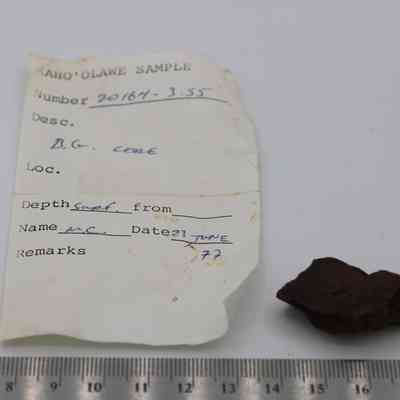 KAHO'OLAWE SAMPLE
Number 20164-3.55
Desc.
B.G. CORE
Loc.
Depth Surf. from
Name M.C. Date 21 JUNE
Remarks 77
8 9 10 11 12 13 14 15 16